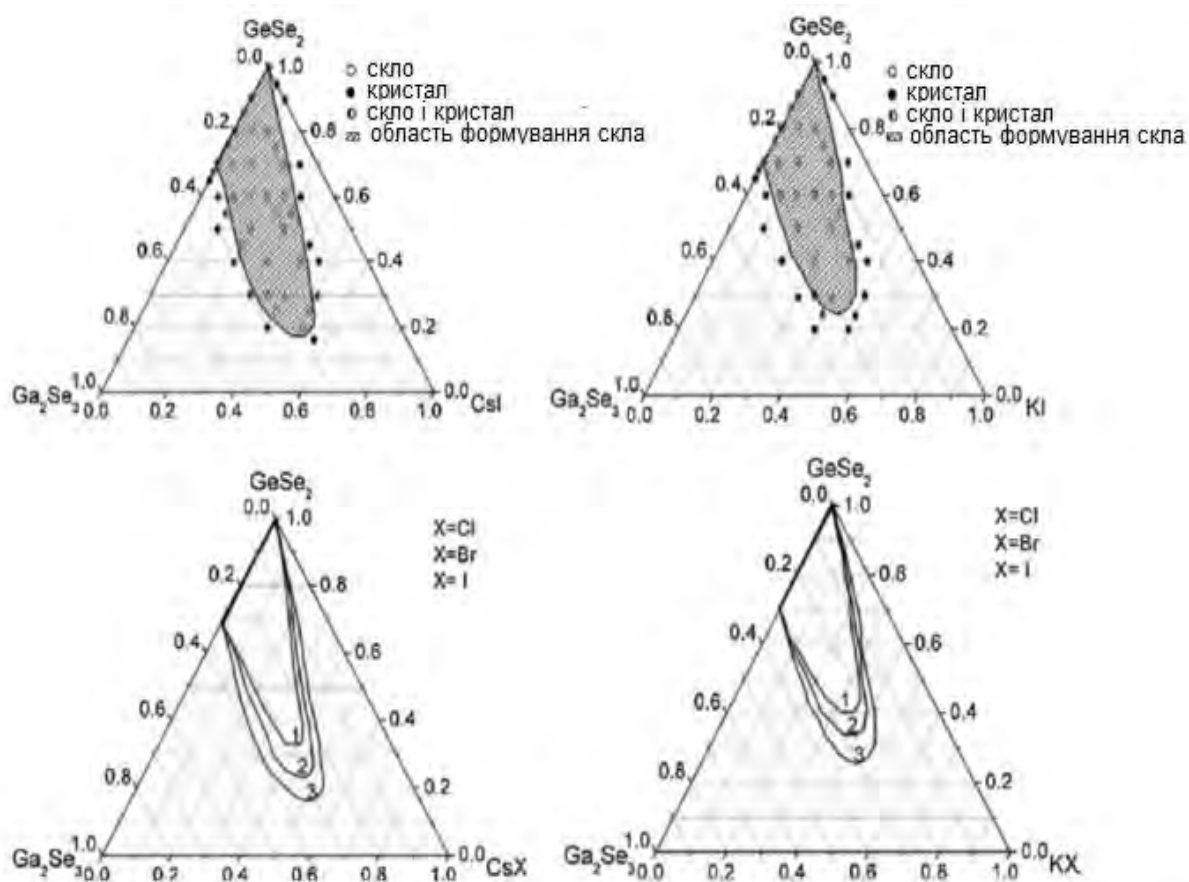 GeSe₂
0.0 1.0
скло
кристал
скло і кристал
область формування скла
0.2 0.8
0.4 0.6
0.6 0.4
0.8 0.2
1.0 0.0
Ga₂Se₃ CsI
0.0 0.2 0.4 0.6 0.8 1.0
GeSe₂
0.0 1.0
скло
кристал
скло і кристал
область формування скла
0.2 0.8
0.4 0.6
0.6 0.4
0.8 0.2
1.0 0.0
Ga₂Se₃ KI
0.0 0.2 0.4 0.6 0.8 1.0
GeSe₂
0.0 1.0
X=Cl
X=Br
X= I
0.2 0.8
0.4 0.6
0.6 0.4
1
2
3
0.8 0.2
1.0 0.0
Ga₂Se₃ CsX
0.0 0.2 0.4 0.6 0.8 1.0
GeSe₂
0.0 1.0
X=Cl
X=Br
X= I
0.2 0.8
0.4 0.6
0.6 0.4
1
2
3
0.8 0.2
1.0 0.0
Ga₂Se₃ KX
0.0 0.2 0.4 0.6 0.8 1.0